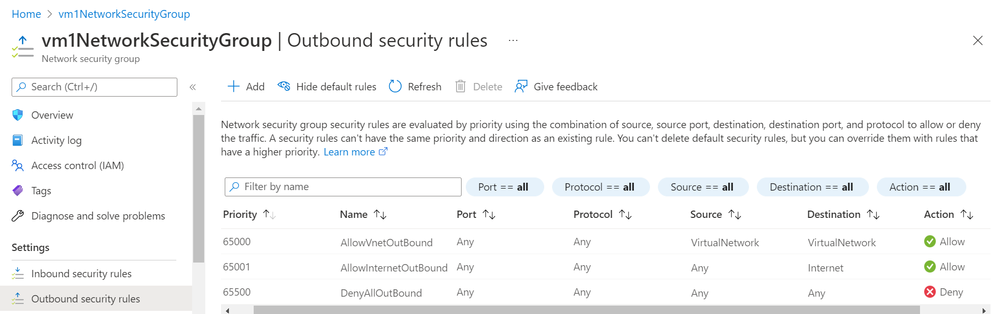 Home > vm1NetworkSecurityGroup
vm1NetworkSecurityGroup | Outbound security rules ...
Network security group
Search (Ctrl+/)
«
Overview
Activity log
Access control (IAM)
Tags
Diagnose and solve problems
Settings
Inbound security rules
Outbound security rules
Add Hide default rules Refresh Delete Give feedback
Network security group security rules are evaluated by priority using the combination of source, source port, destination, destination port, and protocol to allow or deny
the traffic. A security rules can't have the same priority and direction as an existing rule. You can't delete default security rules, but you can override them with rules that
have a higher priority. Learn more
Filter by name Port == all Protocol == all Source == all Destination == all Action == all
Priority Name Port Protocol Source Destination Action
65000 AllowVnetOutBound Any Any VirtualNetwork VirtualNetwork Allow
65001 AllowInternetOutBound Any Any Any Internet Allow
65500 DenyAllOutBound Any Any Any Any Deny